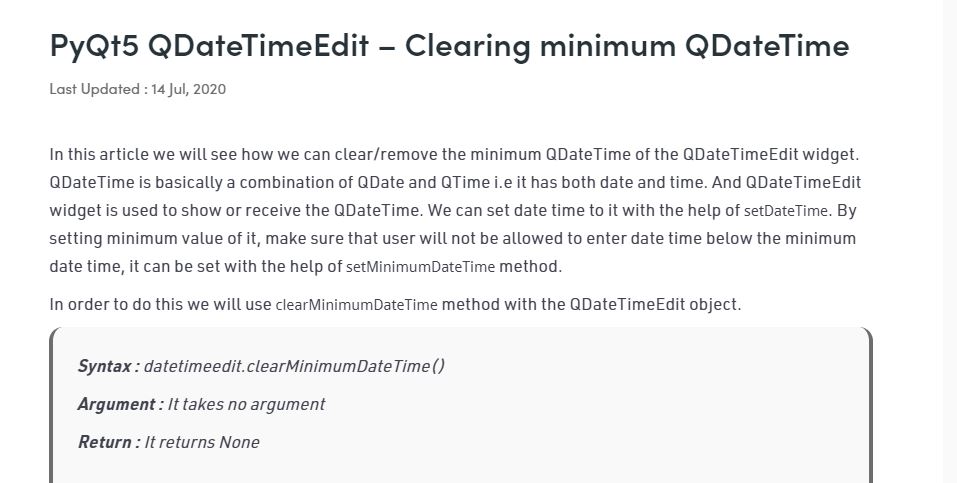 PyQt5 QDateTimeEdit – Clearing minimum QDateTime
Last Updated : 14 Jul, 2020
In this article we will see how we can clear/remove the minimum QDateTime of the QDateTimeEdit widget.
QDateTime is basically a combination of QDate and QTime i.e it has both date and time. And QDateTimeEdit
widget is used to show or receive the QDateTime. We can set date time to it with the help of setDateTime. By
setting minimum value of it, make sure that user will not be allowed to enter date time below the minimum
date time, it can be set with the help of setMinimumDateTime method.
In order to do this we will use clearMinimumDateTime method with the QDateTimeEdit object.
Syntax : datetimeedit.clearMinimumDateTime()
Argument : It takes no argument
Return : It returns None